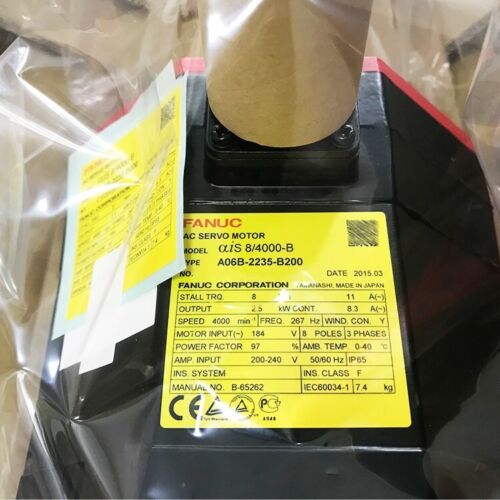 FANUC
AC SERVO MOTOR
MODEL αiS 8/4000-B
TYPE A06B-2235-B200
NO. DATE 2015.03
FANUC CORPORATION YAMANASHI, MADE IN JAPAN
STALL TRQ. 8 11 A(~)
OUTPUT 2.5 kW CONT. 8.3 A(~)
SPEED 4000 min⁻¹ FREQ. 267 Hz WIND. CON. Y
MOTOR INPUT(~) 184 V 8 POLES 3 PHASES
POWER FACTOR 97 % AMB. TEMP. 0-40 °C
AMP. INPUT 200-240 V 50/60 Hz IP65
INS. SYSTEM INS. CLASS F
MANUAL NO. B-65262 IEC60034-1 7.4 kg
CE
FANUC